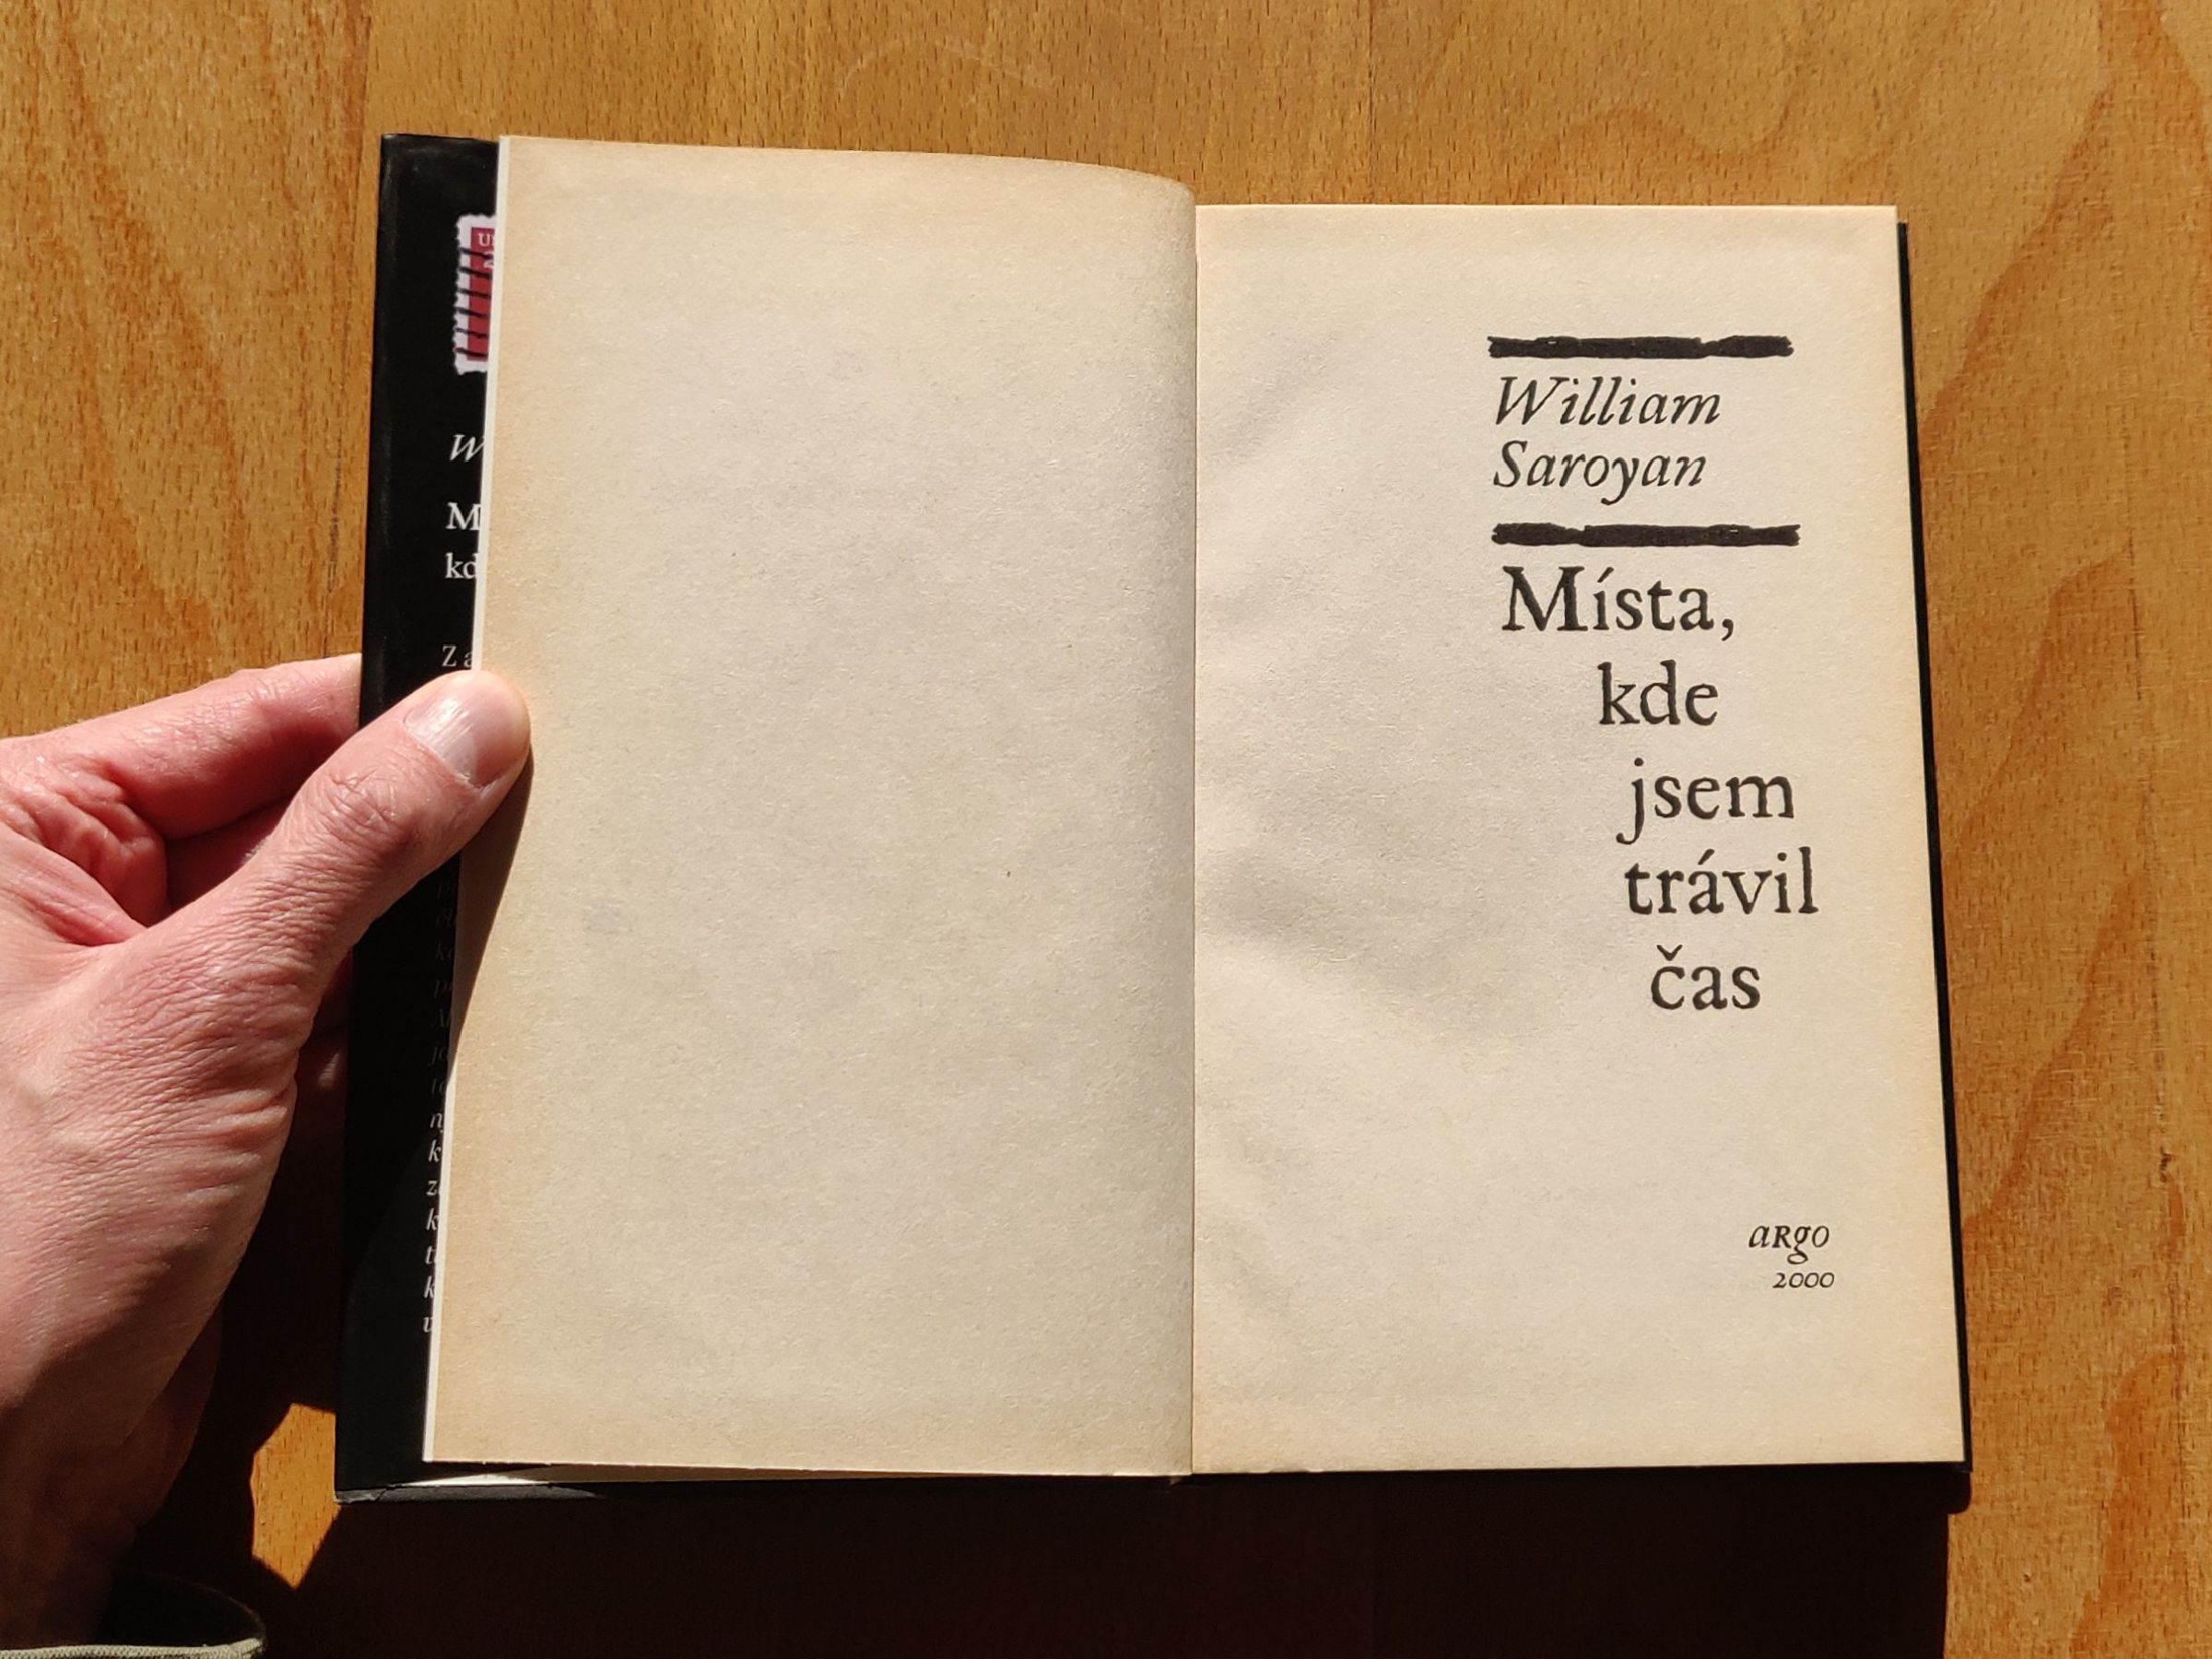 William
Saroyan
Místa,
kde
jsem
trávil
čas
argo
2000